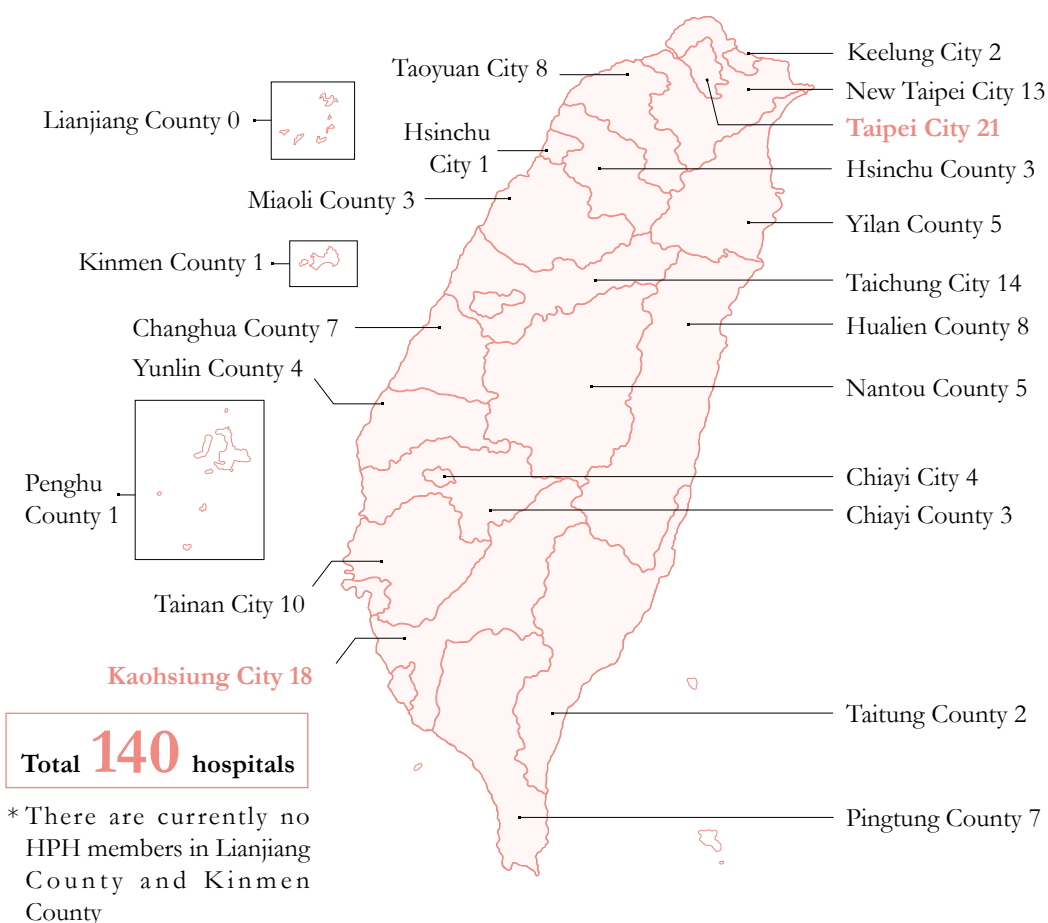 Keelung City 2
Taoyuan City 8
New Taipei City 13
Lianjiang County 0
Taipei City 21
Hsinchu
City 1
Hsinchu County 3
Miaoli County 3
Yilan County 5
Kinmen County 1
Taichung City 14
Changhua County 7
Hualien County 8
Yunlin County 4
Nantou County 5
Penghu
County 1
Chiayi City 4
Chiayi County 3
Tainan City 10
Kaohsiung City 18
Taitung County 2
Total 140 hospitals
* There are currently no
HPH members in Lianjiang
County and Kinmen
County
Pingtung County 7